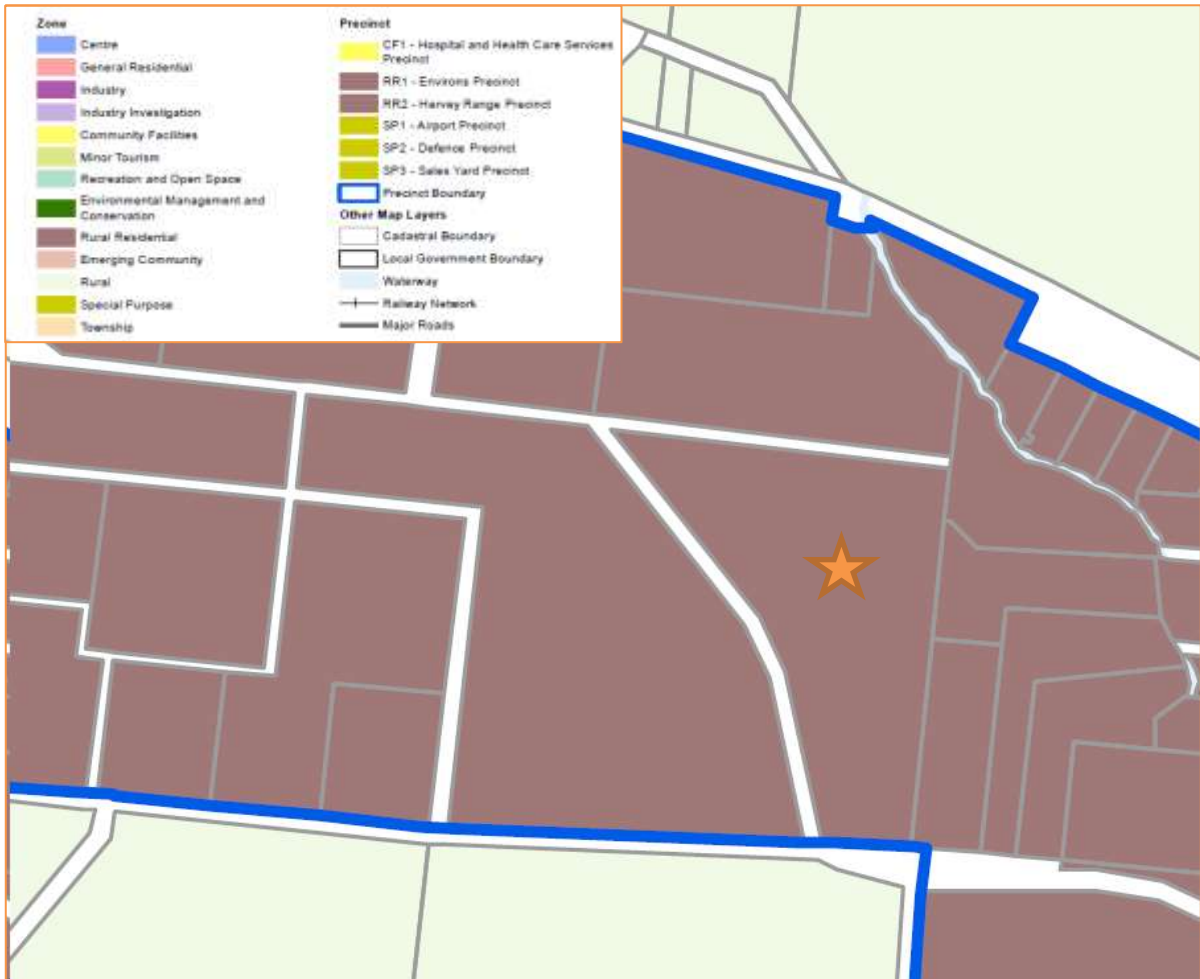 Zone
Centre
General Residential
Industry
Industry Investigation
Community Facilities
Minor Tourism
Recreation and Open Space
Environmental Management and
Conservation
Rural Residential
Emerging Community
Rural
Special Purpose
Township
Precinct
CF1 - Hospital and Health Care Services
Precinct
RR1 - Environs Precinct
RR2 - Harvey Range Precinct
SP1 - Airport Precinct
SP2 - Defence Precinct
SP3 - Sales Yard Precinct
Precinct Boundary
Other Map Layers
Cadastral Boundary
Local Government Boundary
Waterway
Railway Network
Major Roads